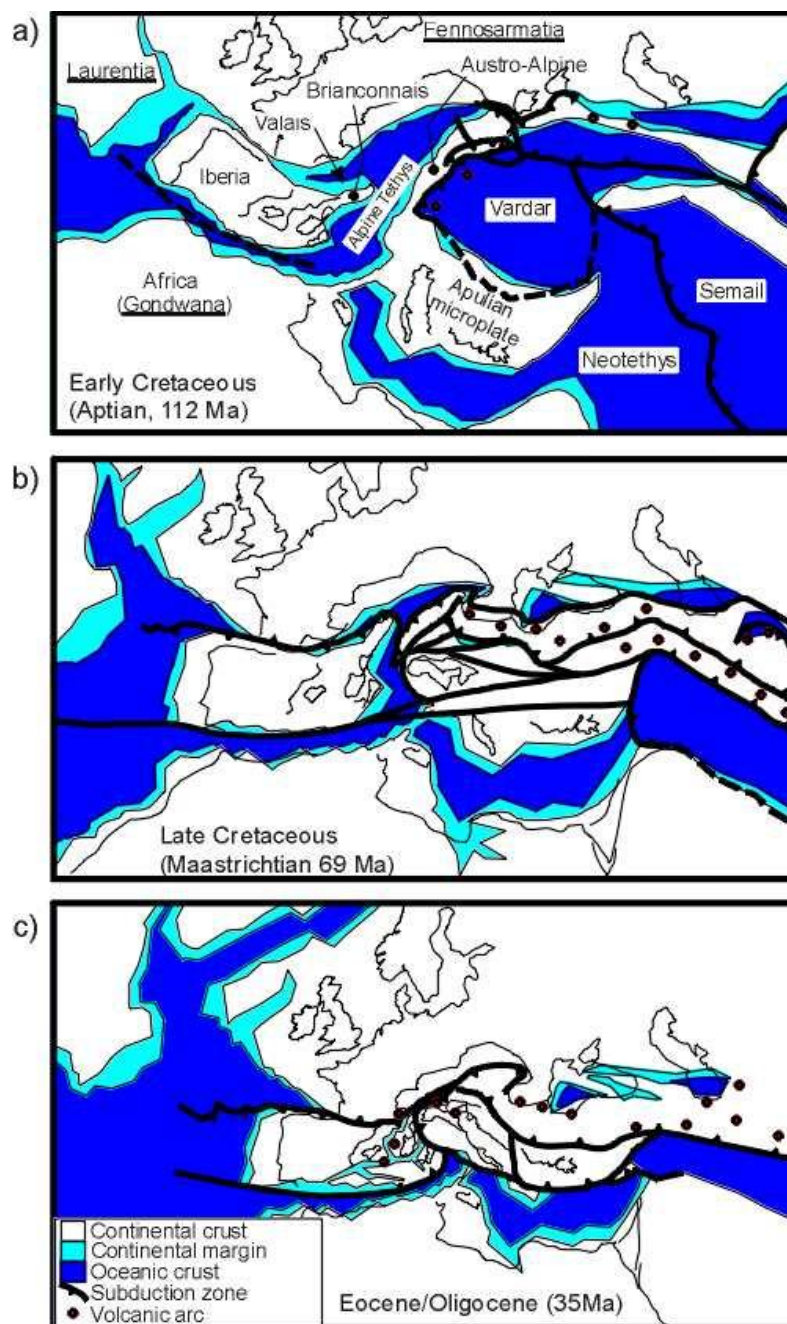 a)
Fennosarmatia
Laurentia
Austro-Alpine
Brianconnais
Valais
Iberia
Alpine Tethys
Vardar
Africa
(Gondwana)
Apulian
microplate
Semail
Neotethys
Early Cretaceous
(Aptian, 112 Ma)
b)
Late Cretaceous
(Maastrichtian 69 Ma)
c)
Continental crust
Continental margin
Oceanic crust
Subduction zone
Volcanic arc
Eocene/Oligocene (35Ma)